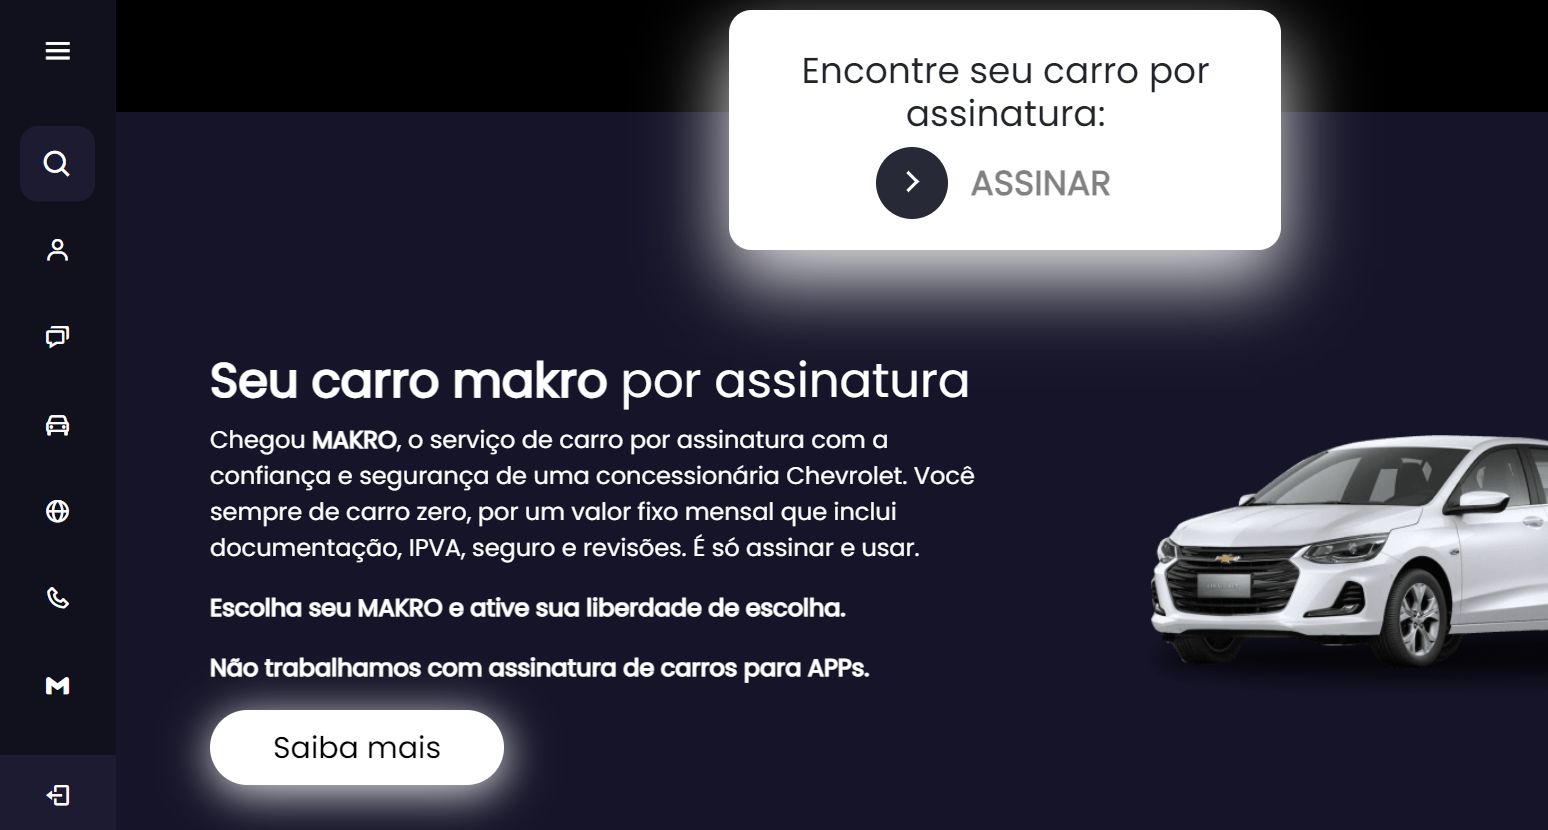 Encontre seu carro por
assinatura:
ASSINAR
Seu carro makro por assinatura
Chegou MAKRO, o serviço de carro por assinatura com a
confiança e segurança de uma concessionária Chevrolet. Você
sempre de carro zero, por um valor fixo mensal que inclui
documentação, IPVA, seguro e revisões. É só assinar e usar.
Escolha seu MAKRO e ative sua liberdade de escolha.
Não trabalhamos com assinatura de carros para APPs.
Saiba mais